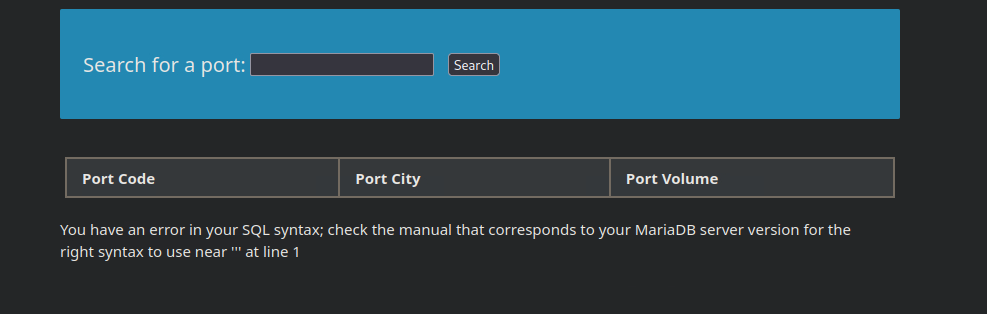 Search for a port:
Search
Port Code Port City Port Volume
You have an error in your SQL syntax; check the manual that corresponds to your MariaDB server version for the
right syntax to use near ''' at line 1